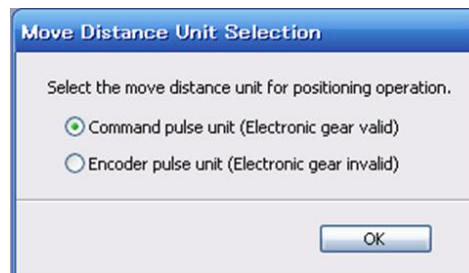 Move Distance Unit Selection
Select the move distance unit for positioning operation.
Command pulse unit (Electronic gear valid)
Encoder pulse unit (Electronic gear invalid)
OK